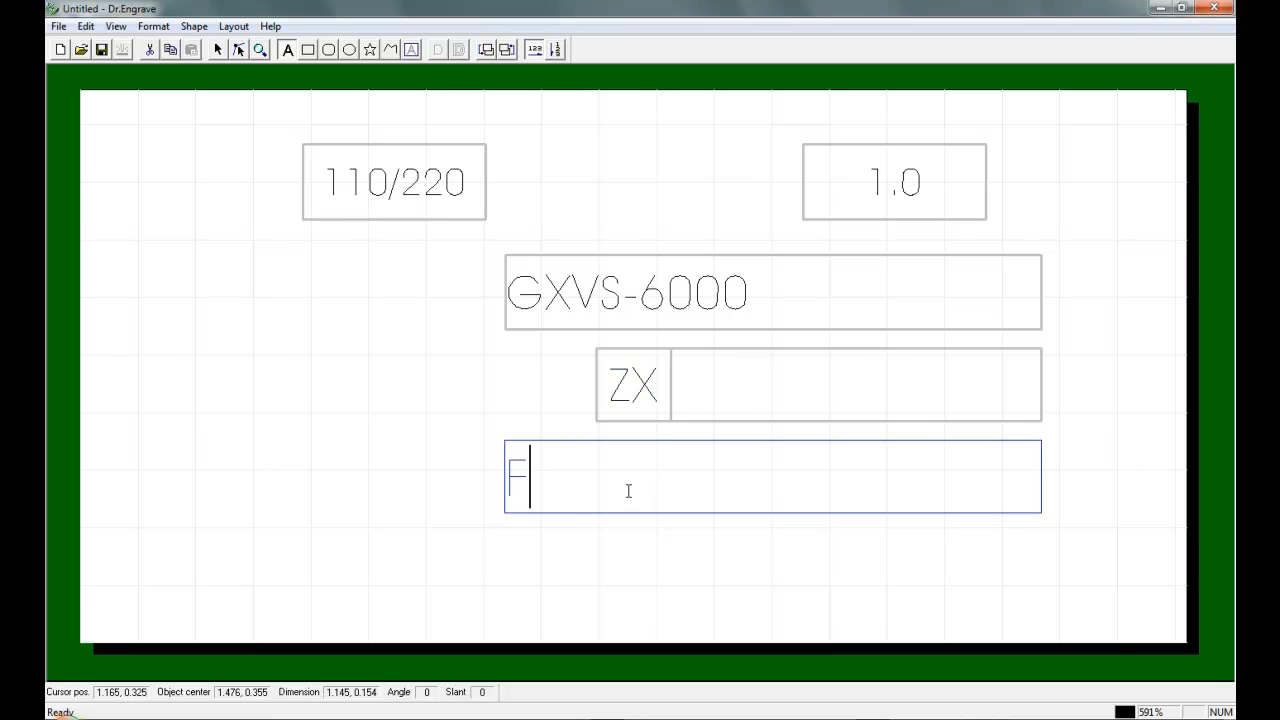 Untitled - Dr.Engrave
File Edit View Format Shape Layout Help
110/220 1.0
GXVS-6000
ZX
F
Cursor pos. 1.165, 0.325 Object center 1.476, 0.355 Dimension 1.145, 0.154 Angle 0 Slant 0
Ready 591% NUM